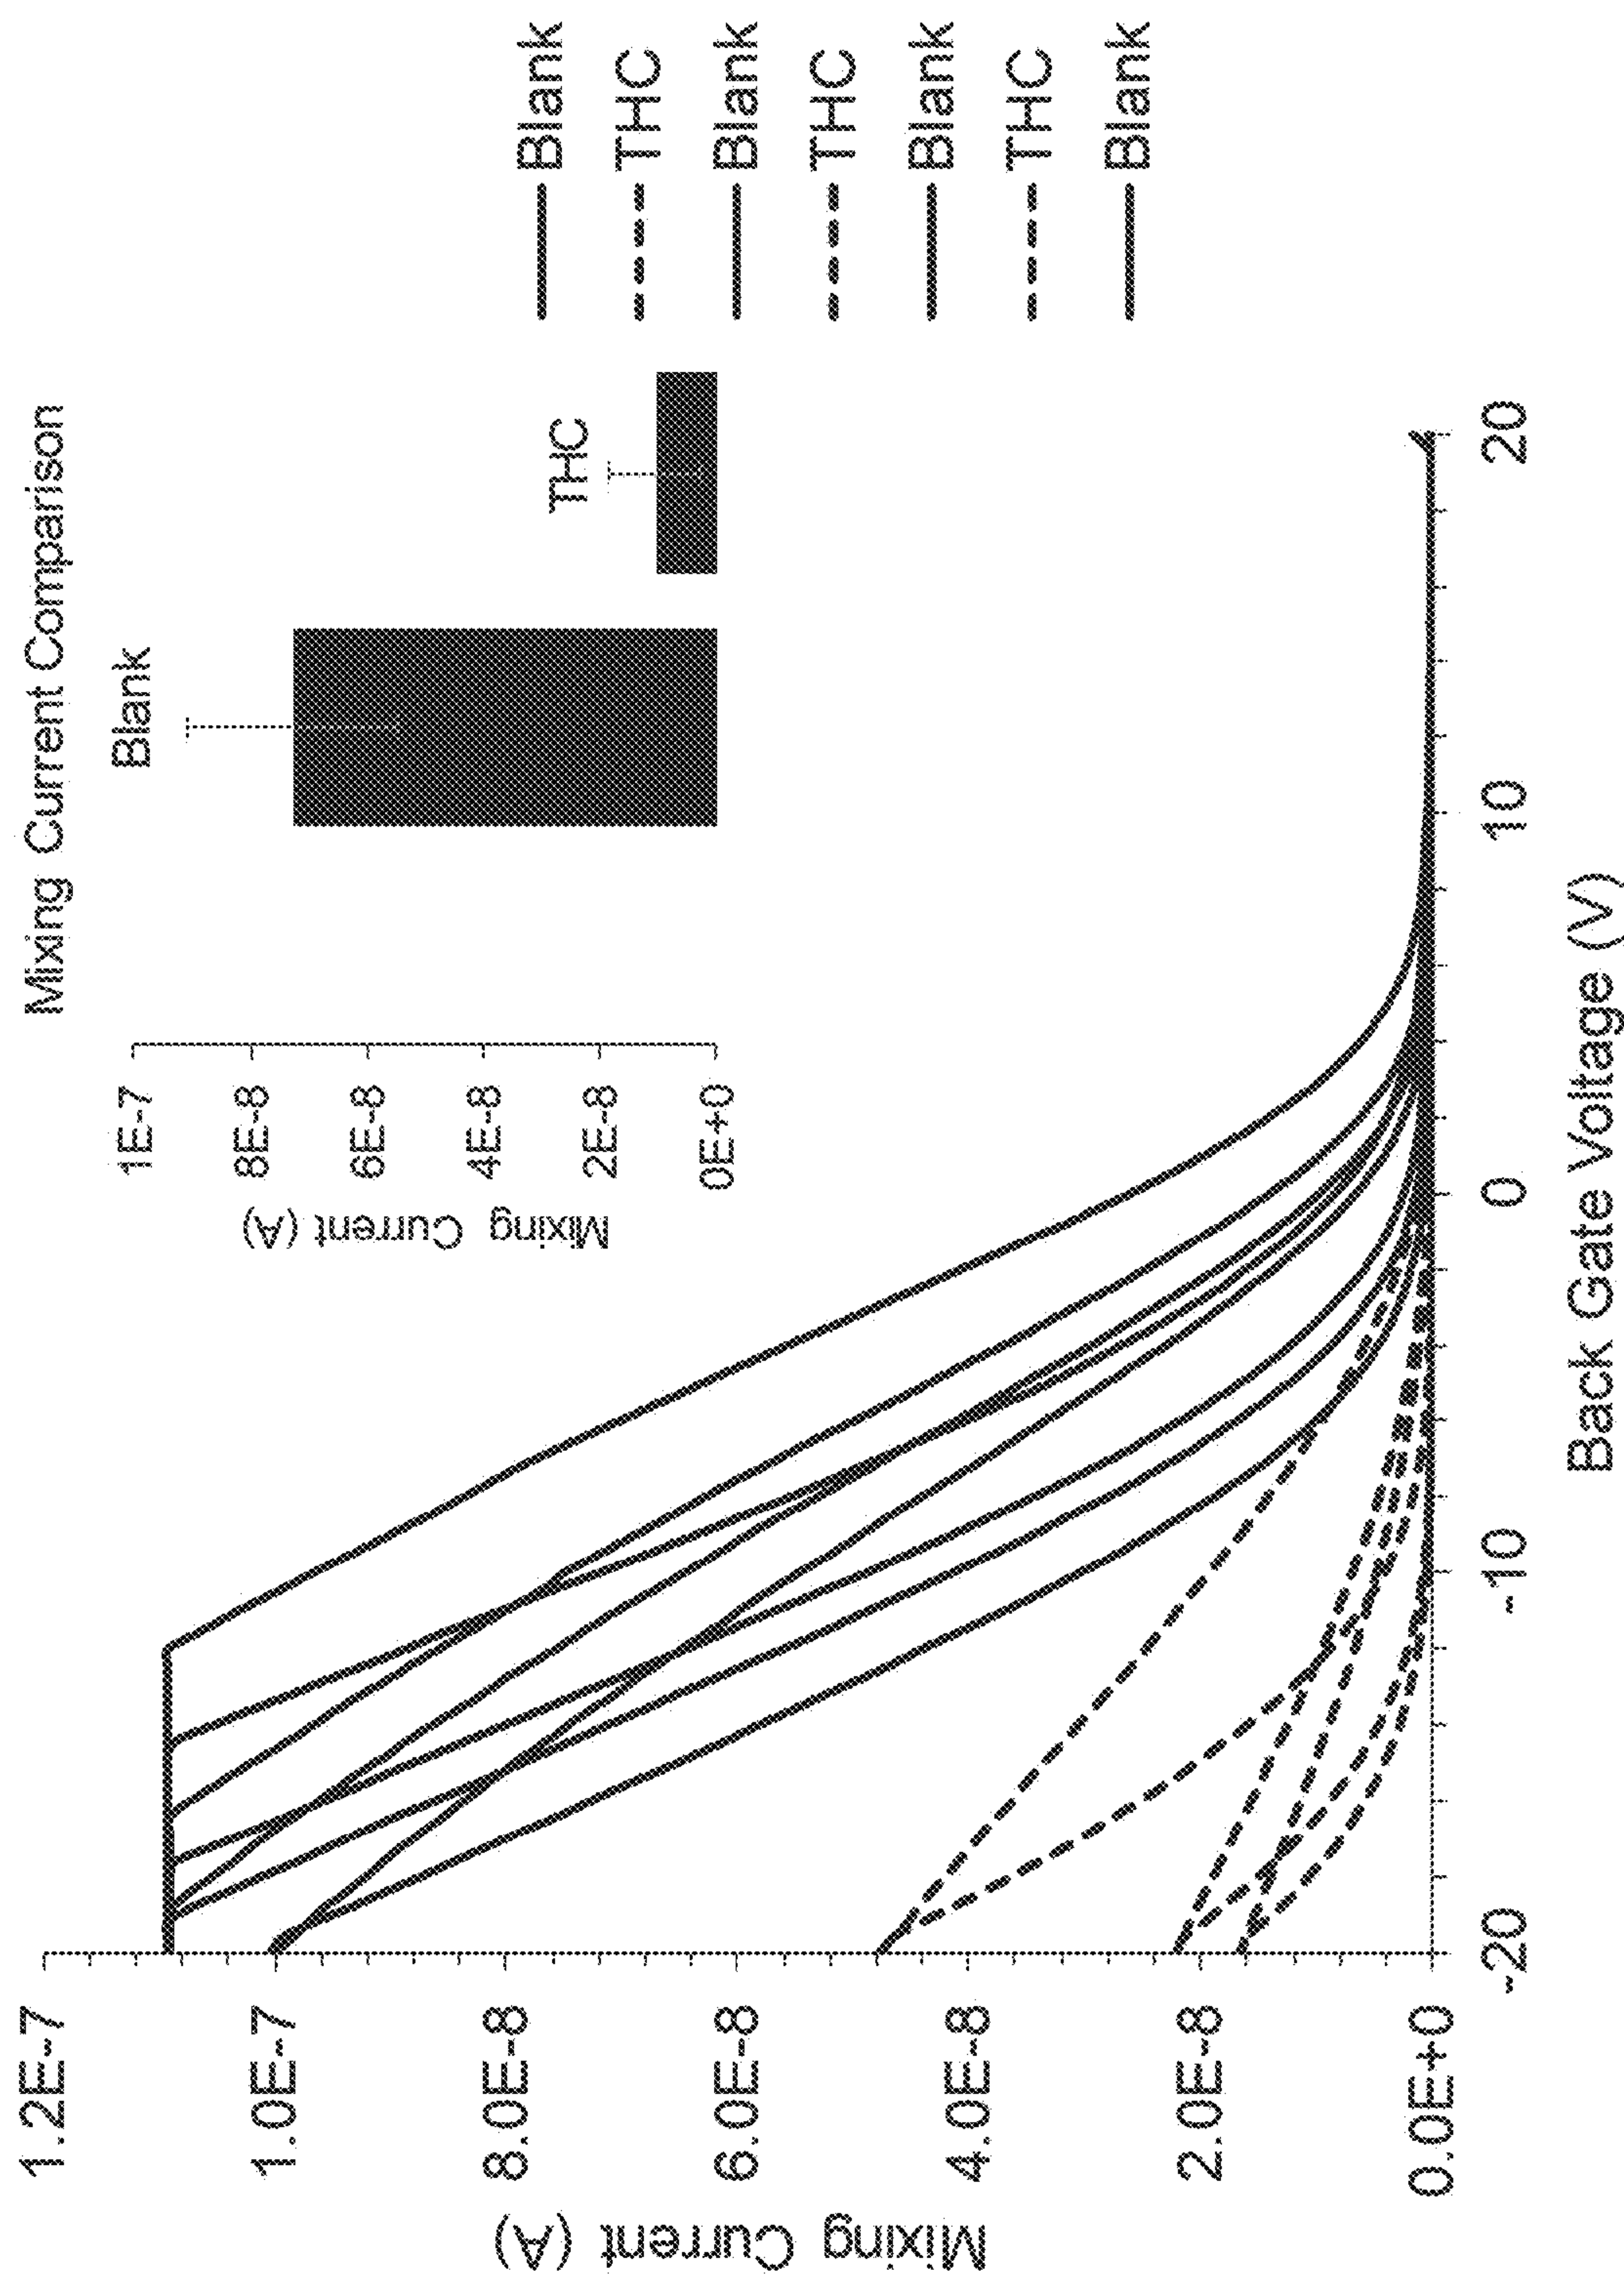 Mixing Current Comparison
Mixing Current (A)
1E-7
8E-8
6E-8
4E-8
2E-8
0E+0
Blank
THC
Mixing Current (A)
1.2E-7
1.0E-7
8.0E-8
6.0E-8
4.0E-8
2.0E-8
0.0E+0
-20
-10
0
10
20
Back Gate Voltage (V)
Blank
THC
Blank
THC
Blank
THC
Blank